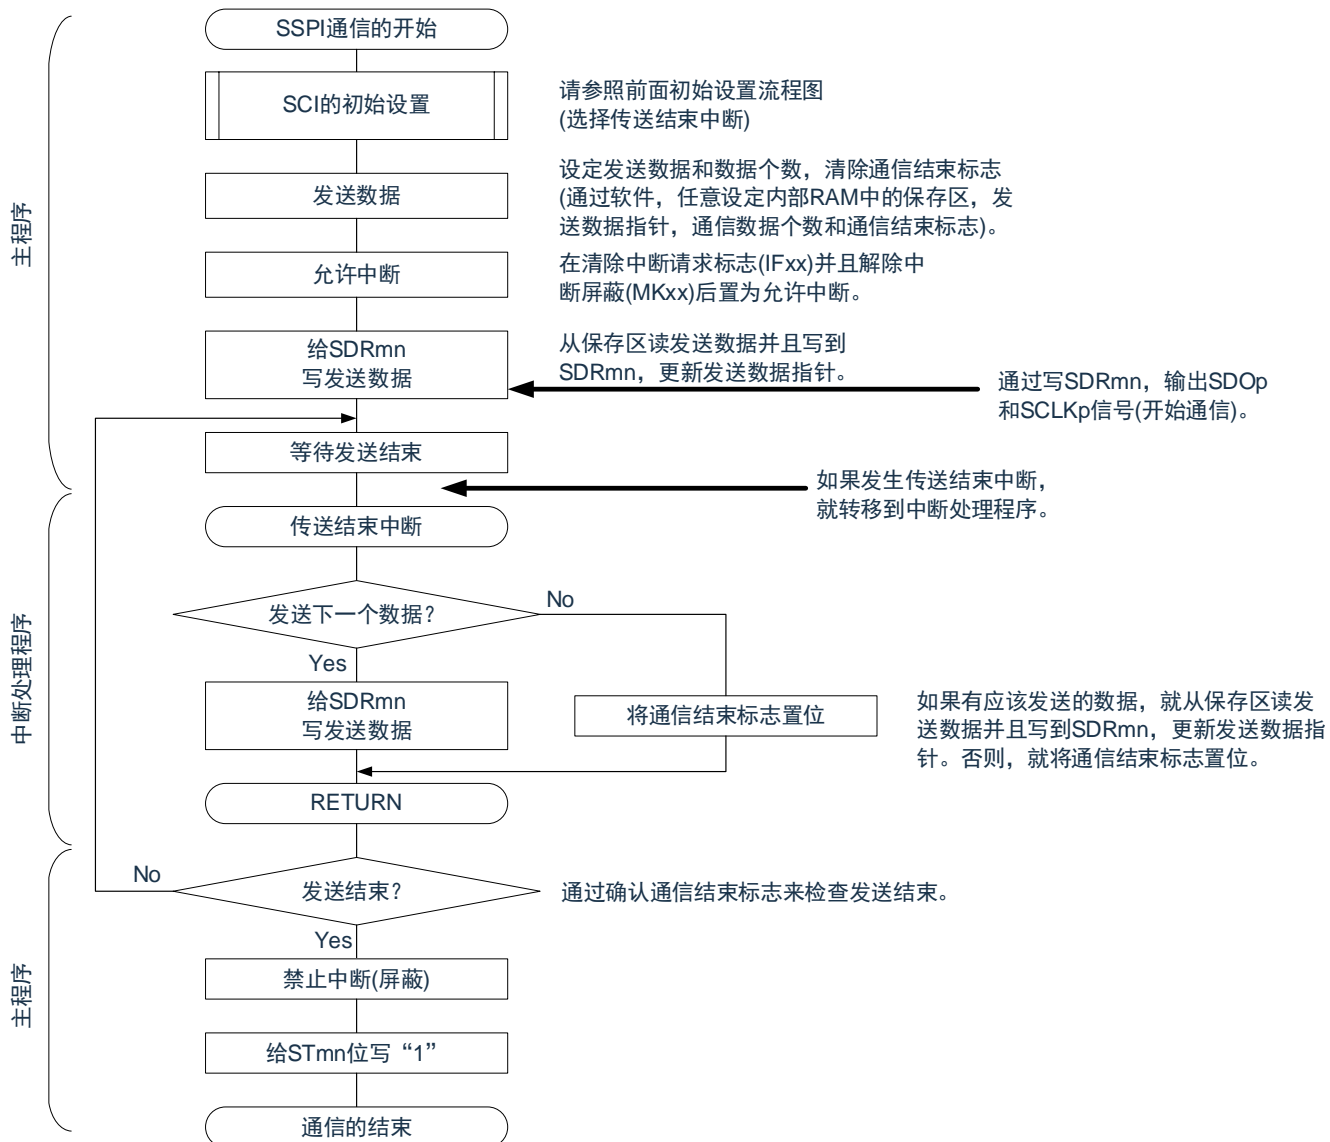 SSPI通信的开始
SCI的初始设置
请参照前面初始设置流程图
(选择传送结束中断)
发送数据
设定发送数据和数据个数，清除通信结束标志
(通过软件，任意设定内部RAM中的保存区，发
送数据指针，通信数据个数和通信结束标志)。
主程序
允许中断
在清除中断请求标志(IFxx)并且解除中
断屏蔽(MKxx)后置为允许中断。
给SDRmn
写发送数据
从保存区读发送数据并且写到
SDRmn，更新发送数据指针。
通过写SDRmn，输出SDOp
和SCLKp信号(开始通信)。
等待发送结束
如果发生传送结束中断，
就转移到中断处理程序。
传送结束中断
发送下一个数据？
No
Yes
中断处理程序
给SDRmn
写发送数据
将通信结束标志置位
如果有应该发送的数据，就从保存区读发
送数据并且写到SDRmn，更新发送数据指
针。否则，就将通信结束标志置位。
RETURN
No
发送结束？
通过确认通信结束标志来检查发送结束。
Yes
主程序
禁止中断(屏蔽)
给STmn位写“1”
通信的结束